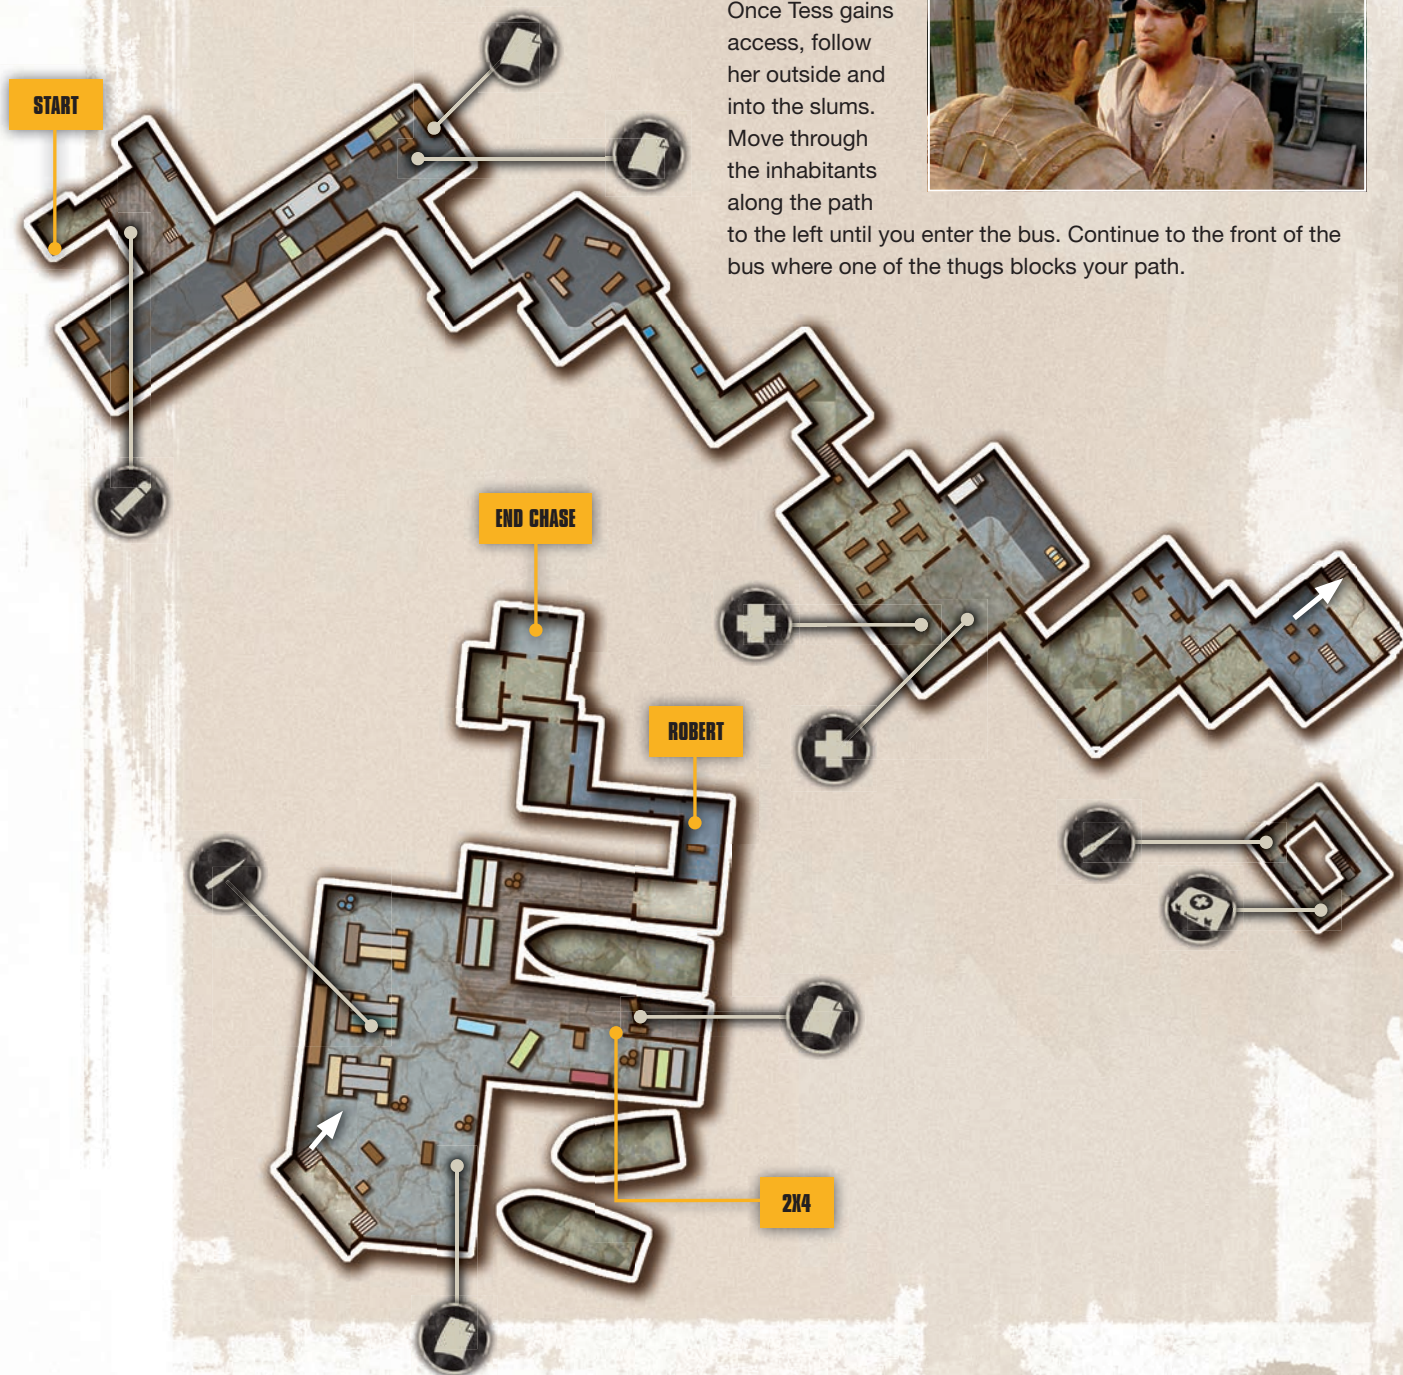 Once Tess gains
access, follow
her outside and
into the slums.
Move through
the inhabitants
along the path
to the left until you enter the bus. Continue to the front of the
bus where one of the thugs blocks your path.
START
END CHASE
ROBERT
2X4